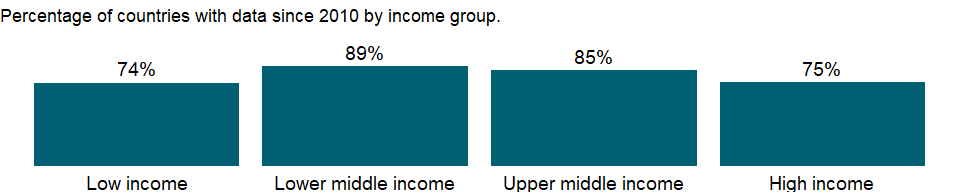 Percentage of countries with data since 2010 by income group.
74%
89%
85%
75%
Low income
Lower middle income
Upper middle income
High income